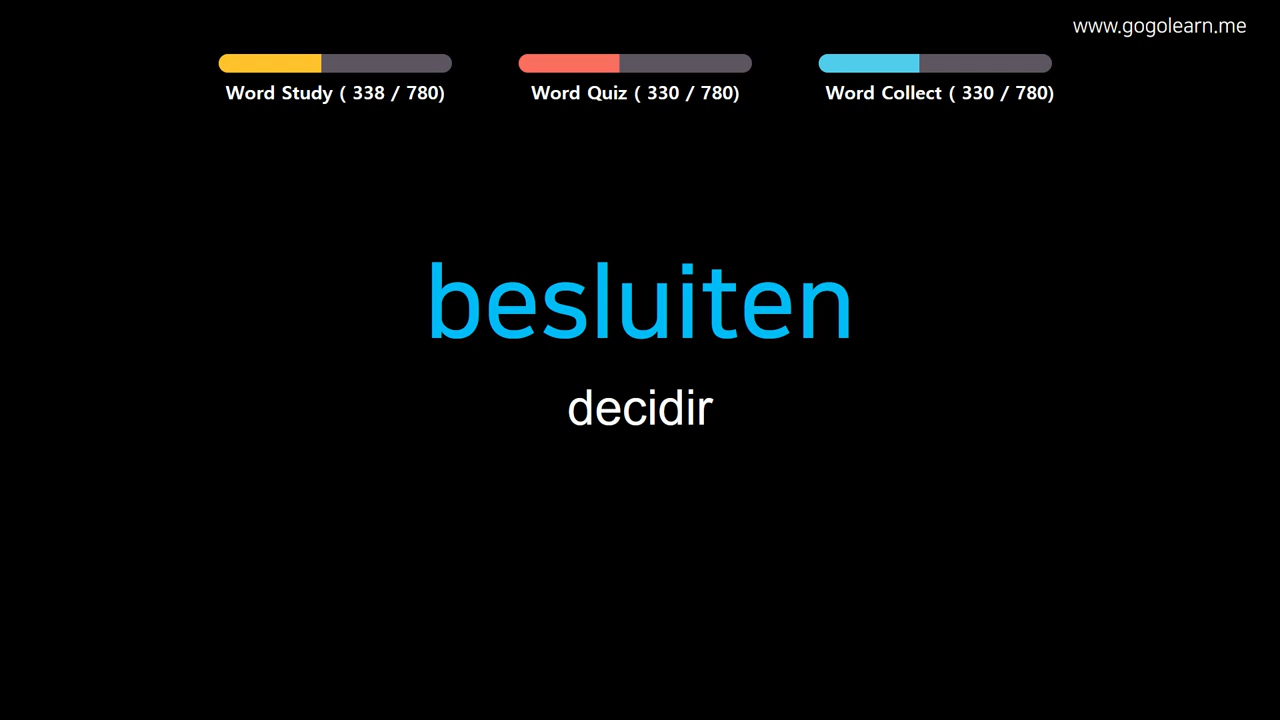 www.gogolearn.me
Word Study ( 338 / 780)
Word Quiz ( 330 / 780)
Word Collect ( 330 / 780)
besluiten
decidir